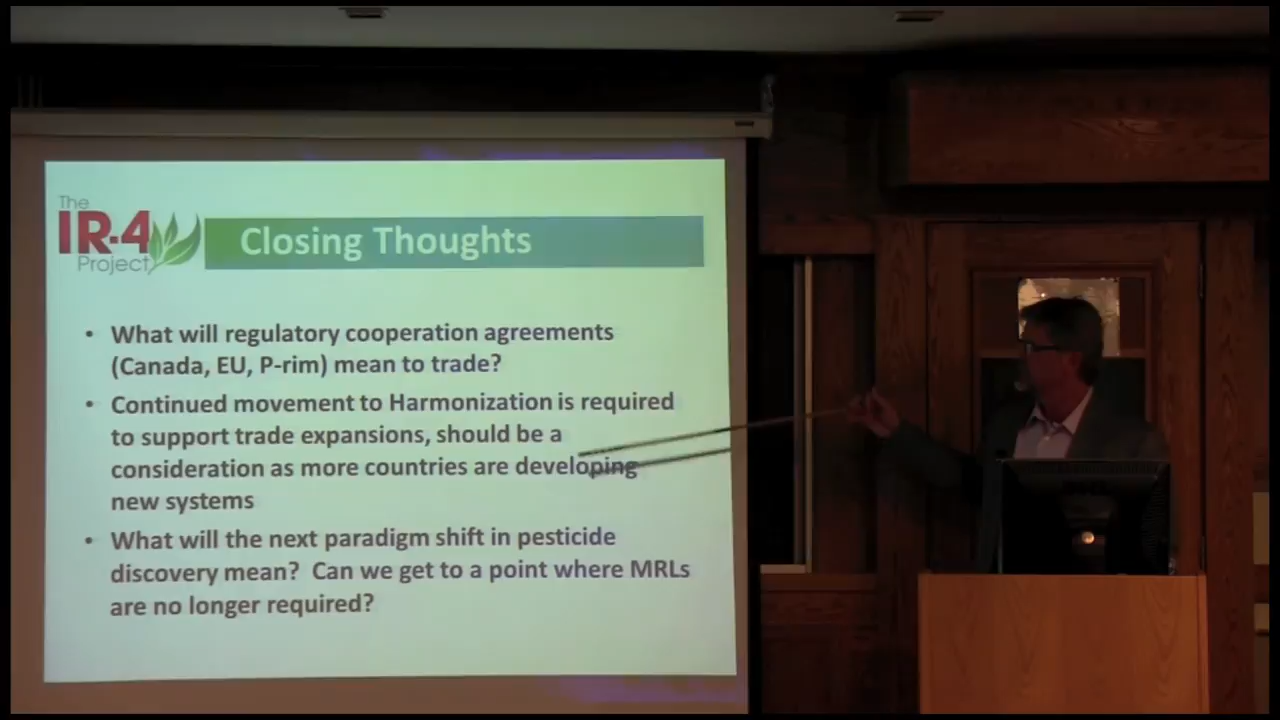 The
IR-4
Project
Closing Thoughts
• What will regulatory cooperation agreements
(Canada, EU, P-rim) mean to trade?
• Continued movement to Harmonization is required
to support trade expansions, should be a
consideration as more countries are developing
new systems
• What will the next paradigm shift in pesticide
discovery mean? Can we get to a point where MRLs
are no longer required?